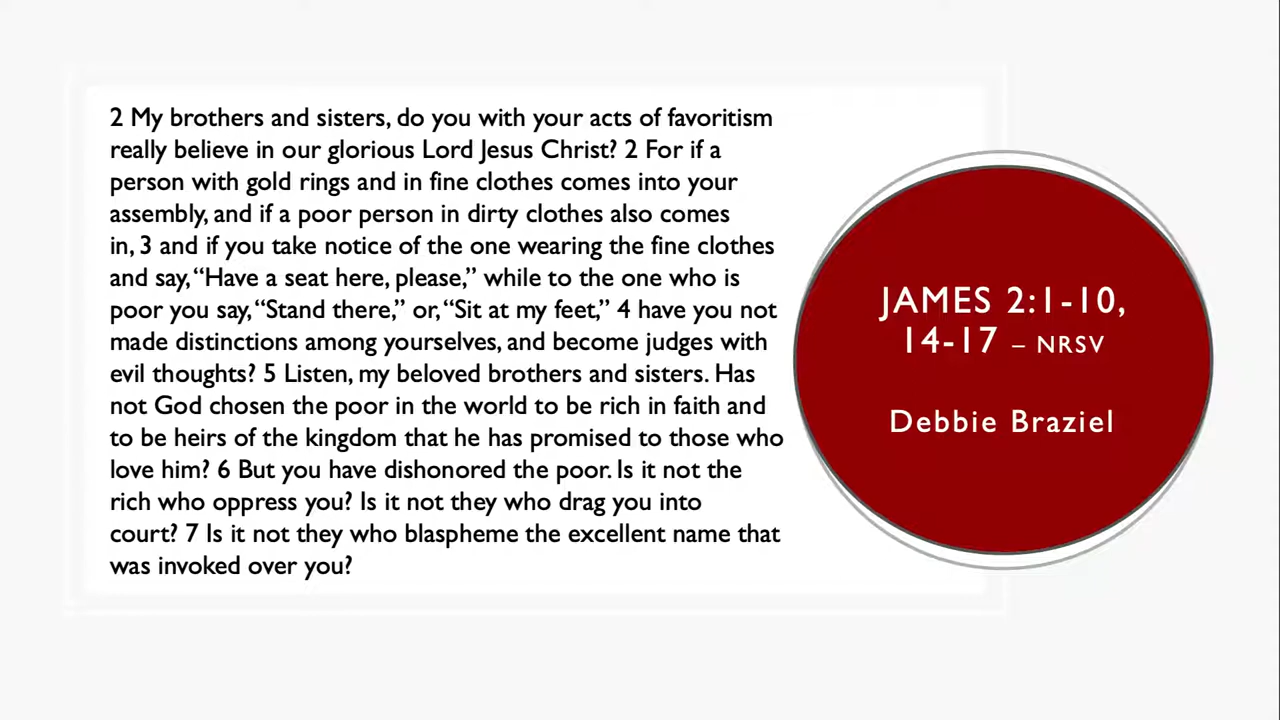 2 My brothers and sisters, do you with your acts of favoritism
really believe in our glorious Lord Jesus Christ? 2 For if a
person with gold rings and in fine clothes comes into your
assembly, and if a poor person in dirty clothes also comes
in, 3 and if you take notice of the one wearing the fine clothes
and say, “Have a seat here, please,” while to the one who is
poor you say, “Stand there,” or, “Sit at my feet,” 4 have you not
made distinctions among yourselves, and become judges with
evil thoughts? 5 Listen, my beloved brothers and sisters. Has
not God chosen the poor in the world to be rich in faith and
to be heirs of the kingdom that he has promised to those who
love him? 6 But you have dishonored the poor. Is it not the
rich who oppress you? Is it not they who drag you into
court? 7 Is it not they who blaspheme the excellent name that
was invoked over you?
JAMES 2:1-10,
14-17 – NRSV
Debbie Braziel